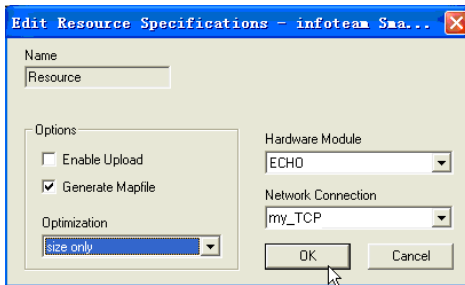 Edit Resource Specifications - infoteam Sma...
Name
Resource
Options
Enable Upload
Generate Mapfile
Optimization
size only
Hardware Module
ECHO
Network Connection
my_TCP
OK
Cancel